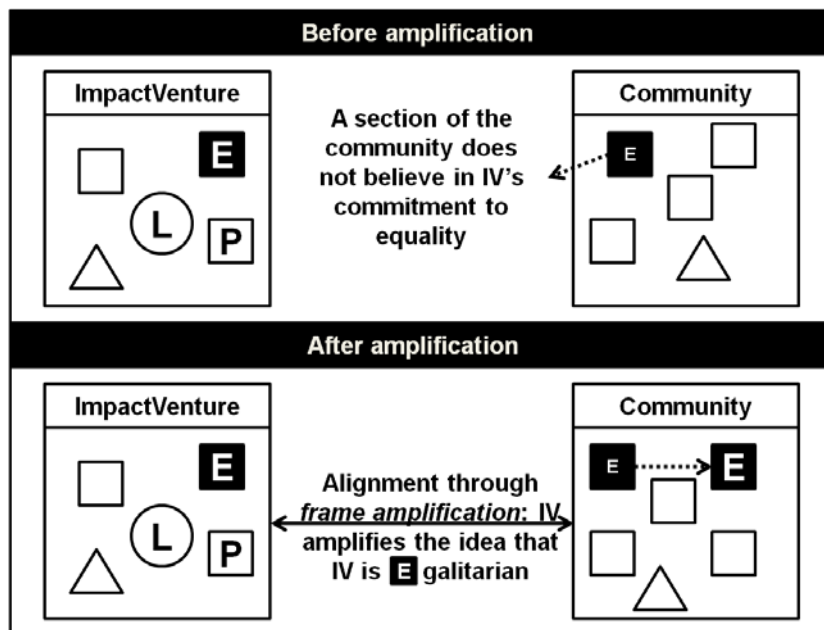 Before amplification
ImpactVenture
E
L
P
A section of the
community does
not believe in IV's
commitment to
equality
Community
E
After amplification
ImpactVenture
E
L
P
Alignment through
frame amplification: IV
amplifies the idea that
IV is E galitarian
Community
E
E